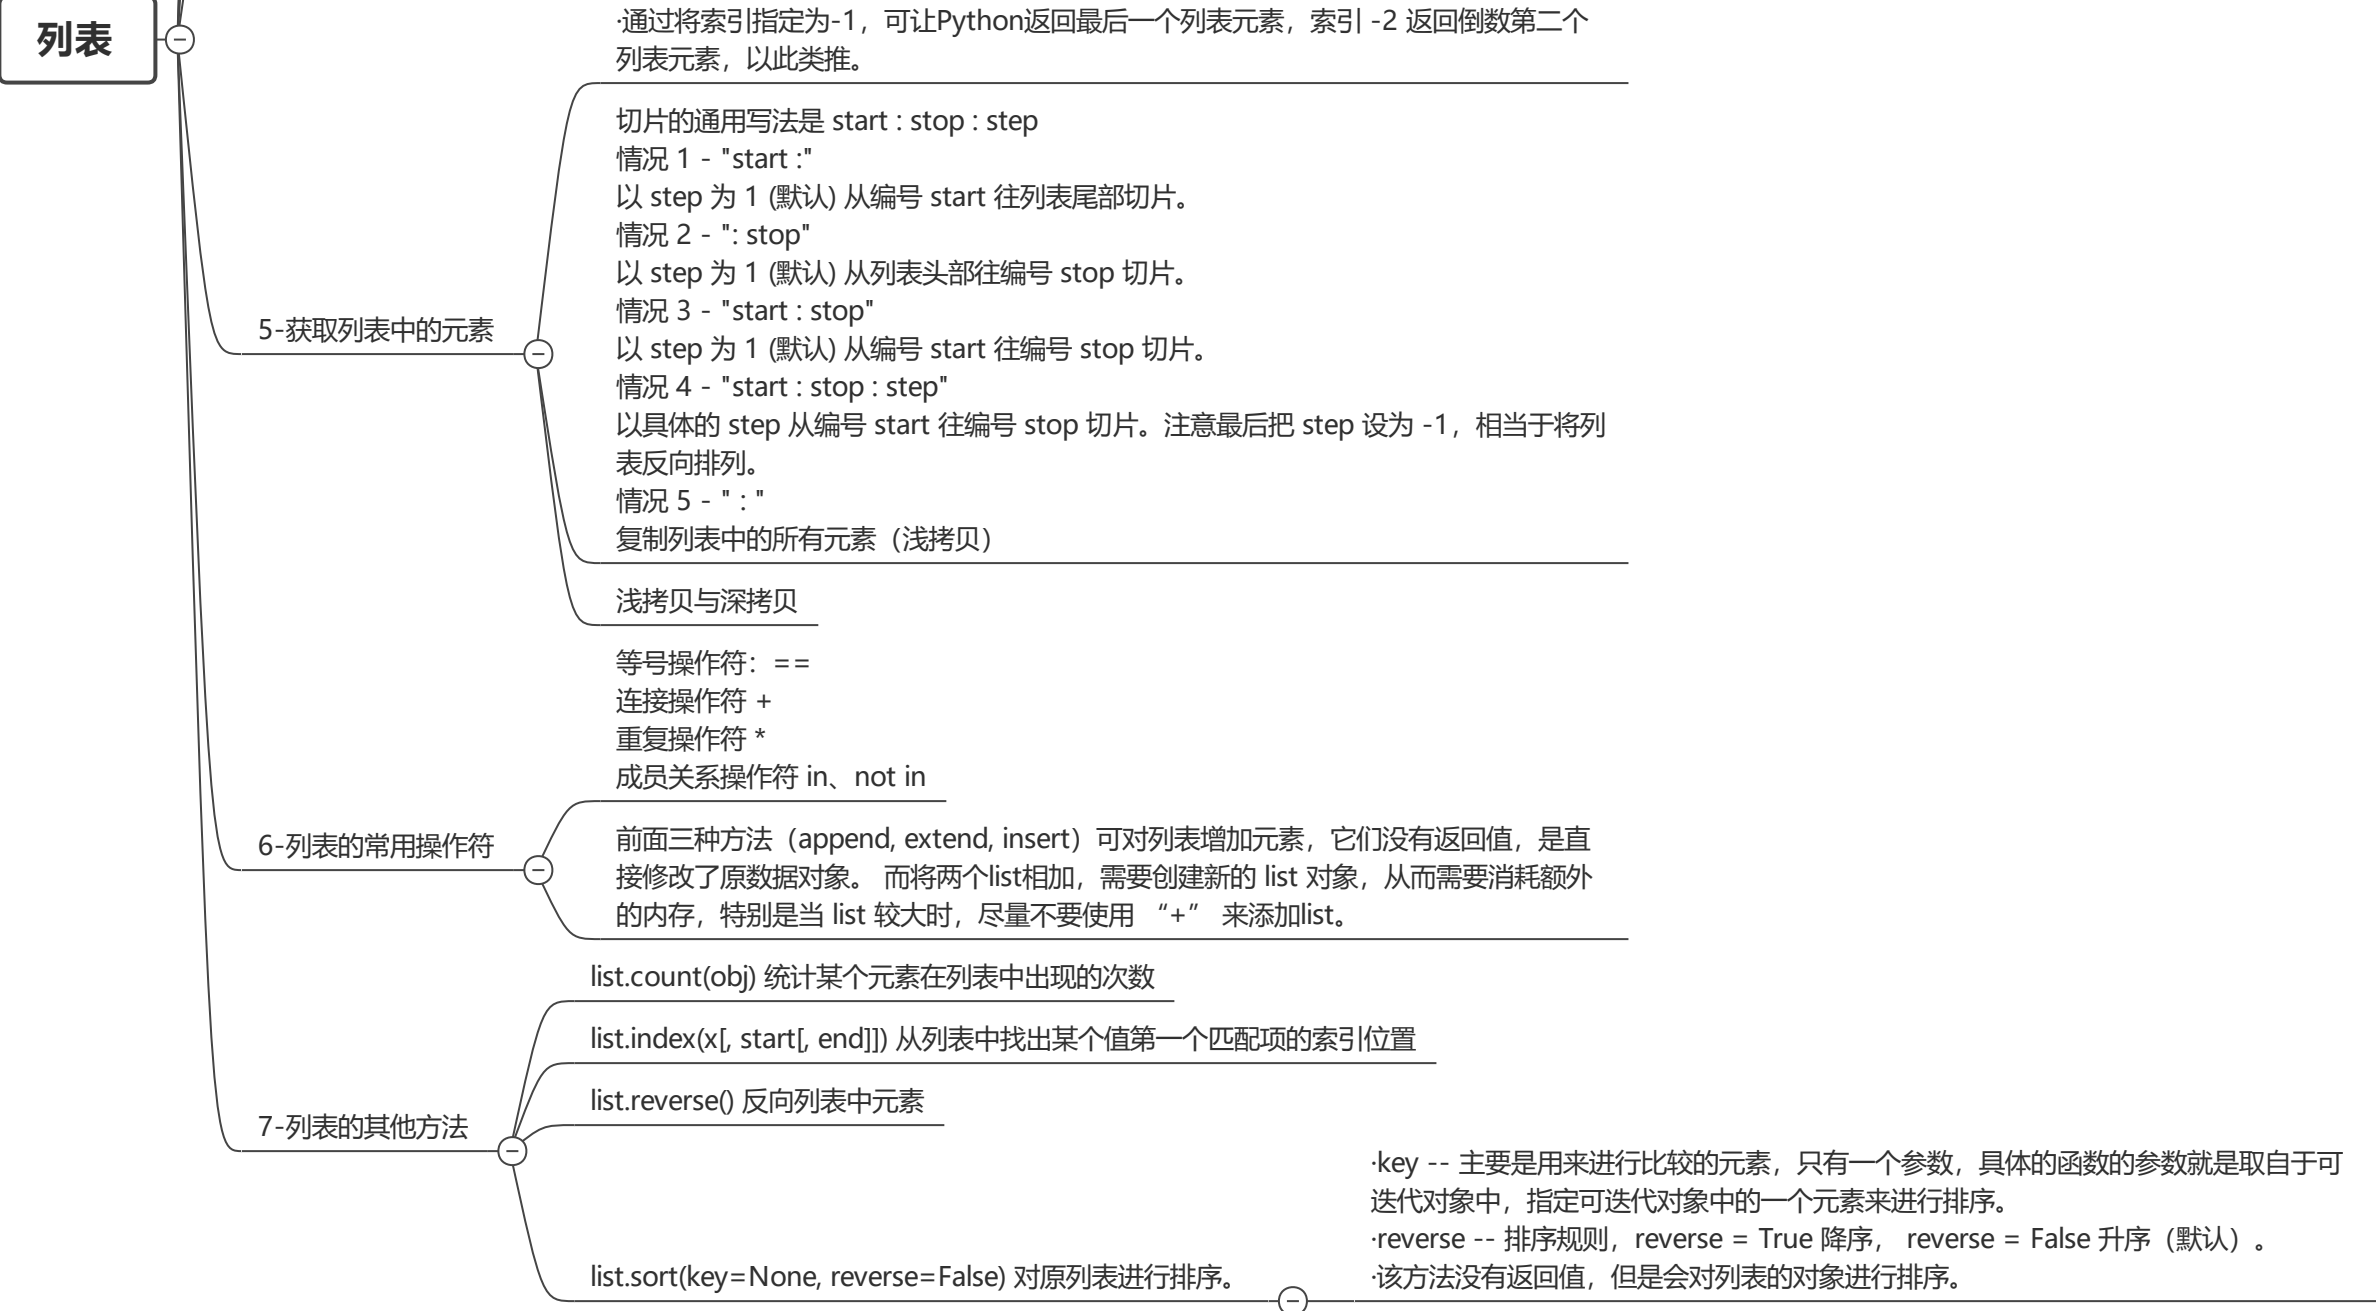 列表
·通过将索引指定为-1，可让Python返回最后一个列表元素，索引 -2 返回倒数第二个
列表元素，以此类推。
5-获取列表中的元素
切片的通用写法是 start : stop : step
情况 1 - "start :"
以 step 为 1 (默认) 从编号 start 往列表尾部切片。
情况 2 - ": stop"
以 step 为 1 (默认) 从列表头部往编号 stop 切片。
情况 3 - "start : stop"
以 step 为 1 (默认) 从编号 start 往编号 stop 切片。
情况 4 - "start : stop : step"
以具体的 step 从编号 start 往编号 stop 切片。注意最后把 step 设为 -1，相当于将列
表反向排列。
情况 5 - " : "
复制列表中的所有元素（浅拷贝）
浅拷贝与深拷贝
6-列表的常用操作符
等号操作符：==
连接操作符 +
重复操作符 *
成员关系操作符 in、not in
前面三种方法（append, extend, insert）可对列表增加元素，它们没有返回值，是直
接修改了原数据对象。 而将两个list相加，需要创建新的 list 对象，从而需要消耗额外
的内存，特别是当 list 较大时，尽量不要使用 “+” 来添加list。
7-列表的其他方法
list.count(obj) 统计某个元素在列表中出现的次数
list.index(x[, start[, end]]) 从列表中找出某个值第一个匹配项的索引位置
list.reverse() 反向列表中元素
list.sort(key=None, reverse=False) 对原列表进行排序。
·key -- 主要是用来进行比较的元素，只有一个参数，具体的函数的参数就是取自于可
迭代对象中，指定可迭代对象中的一个元素来进行排序。
·reverse -- 排序规则，reverse = True 降序， reverse = False 升序（默认）。
·该方法没有返回值，但是会对列表的对象进行排序。